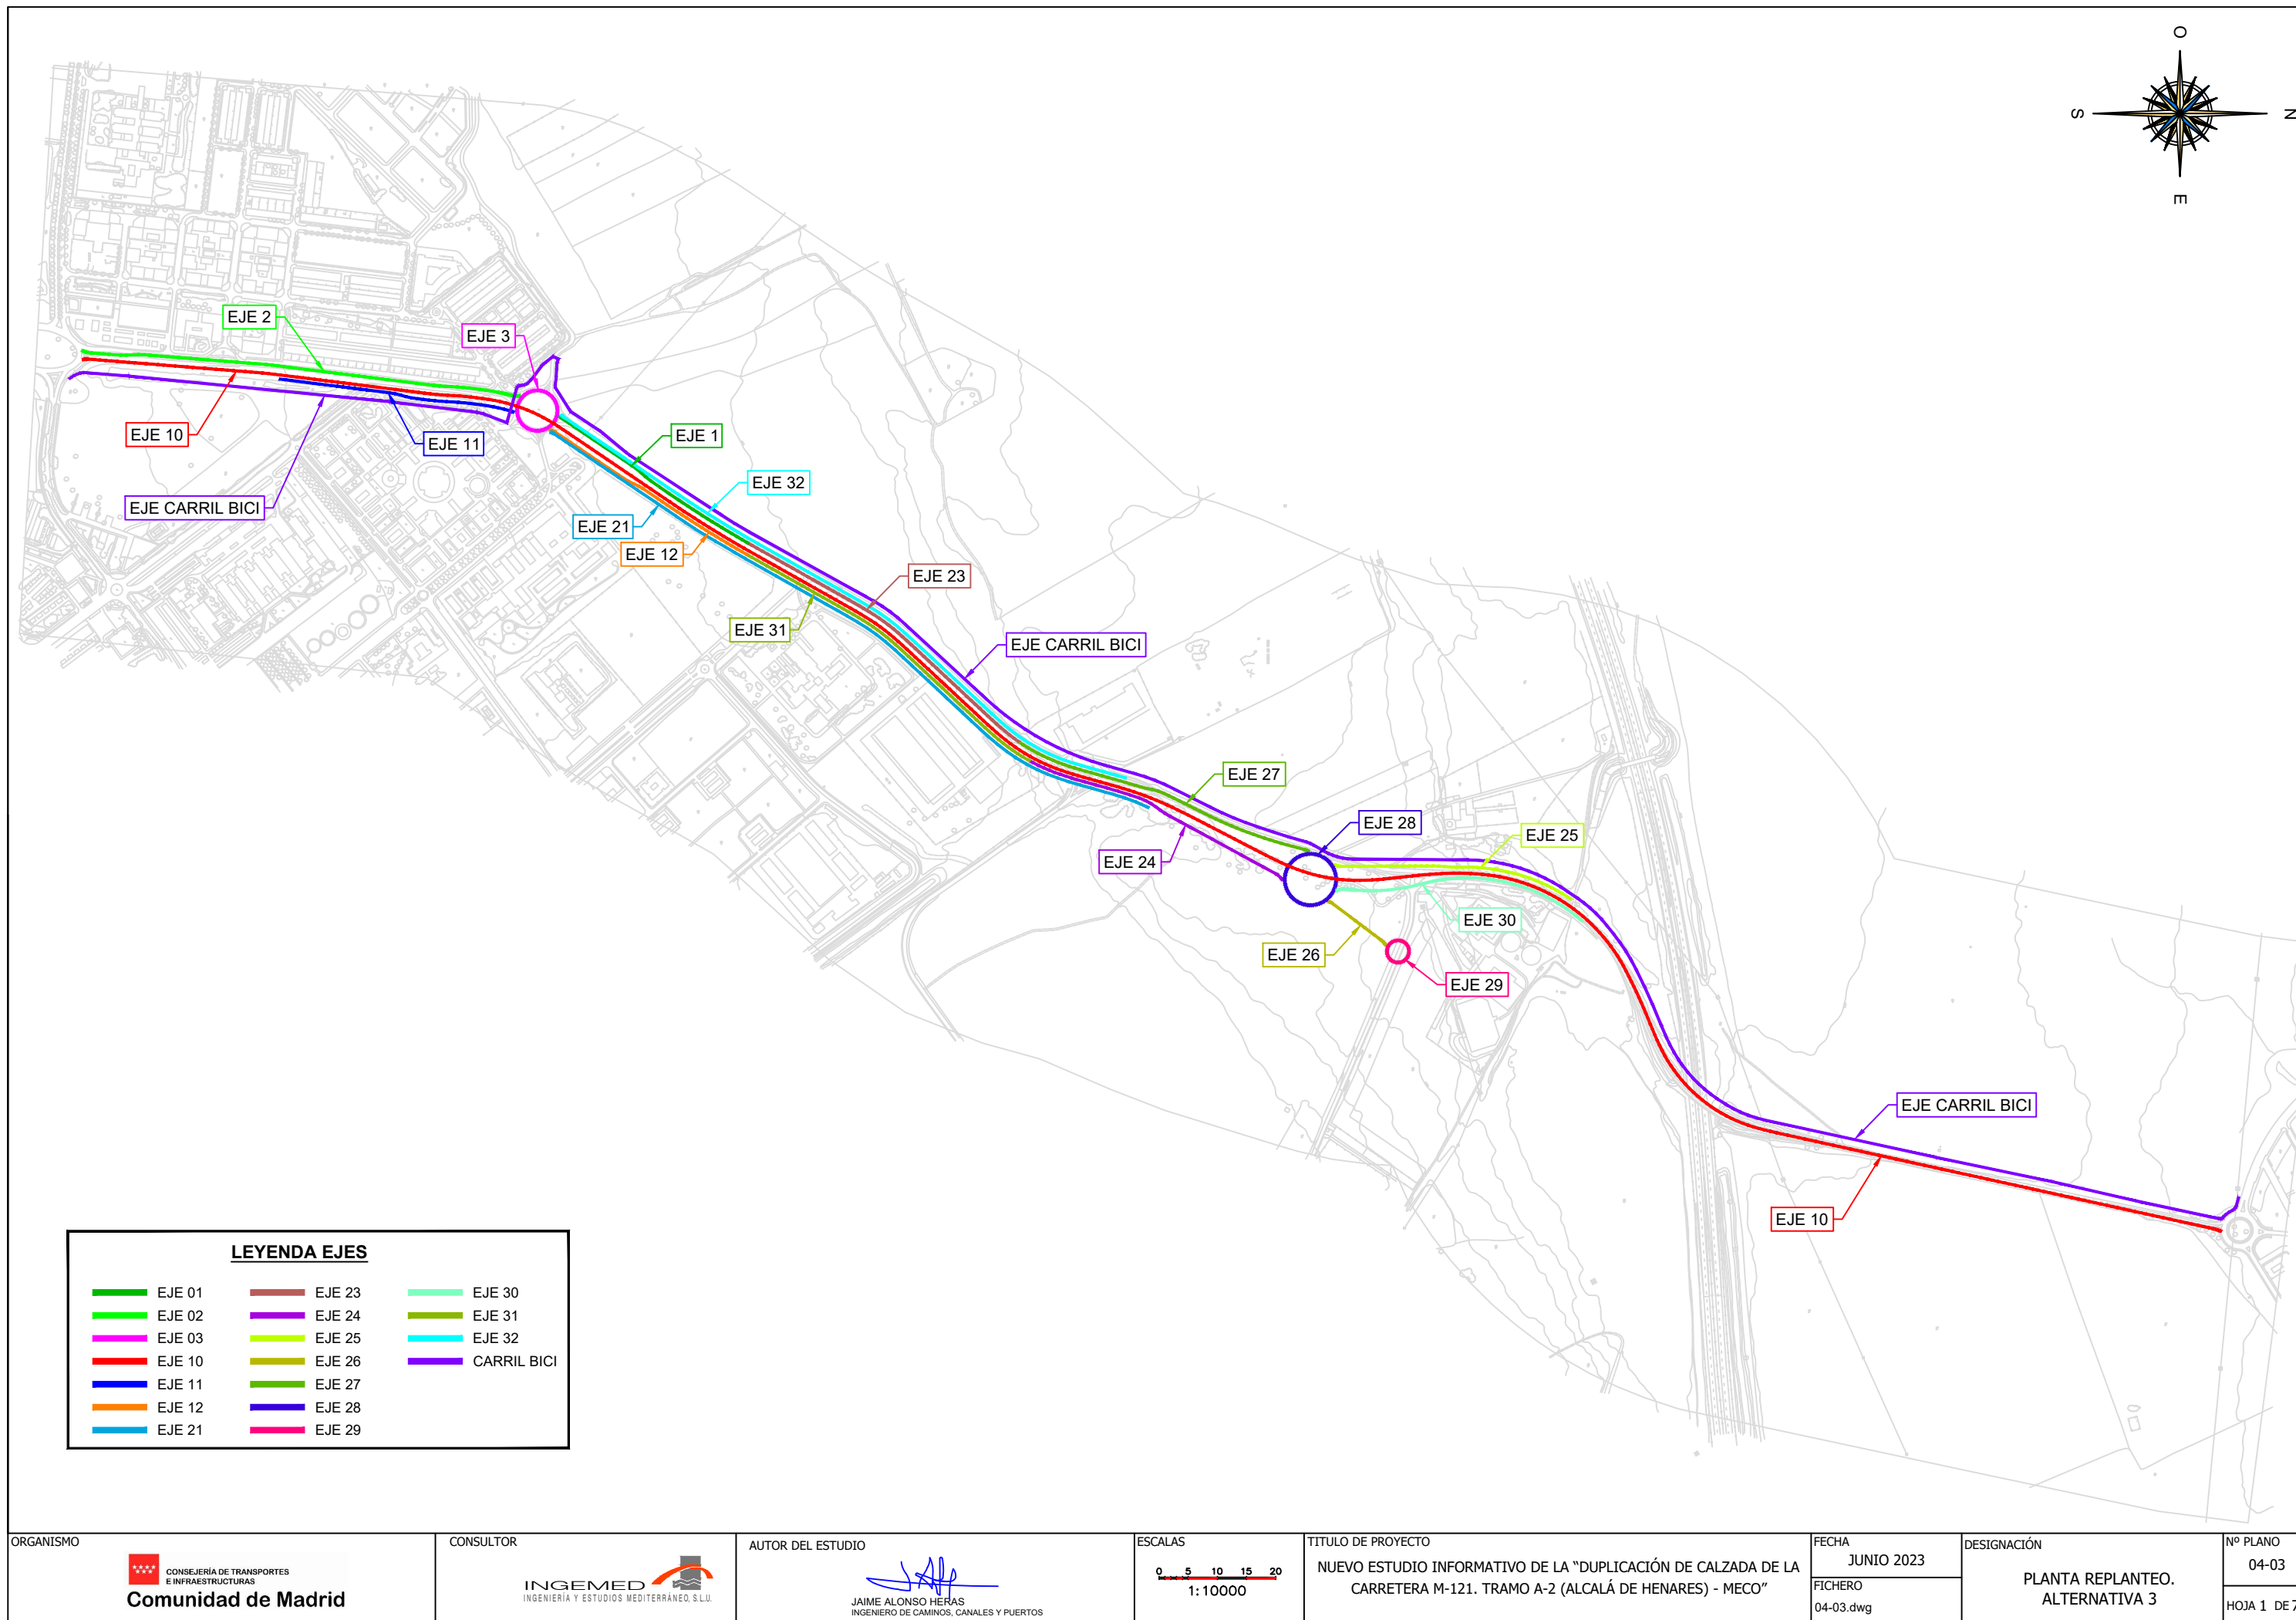 O
S
N
E
EJE 2
EJE 3
EJE 10
EJE 11
EJE CARRIL BICI
EJE 1
EJE 32
EJE 21
EJE 12
EJE 23
EJE 31
EJE CARRIL BICI
EJE 27
EJE 28
EJE 25
EJE 24
EJE 30
EJE 26
EJE 29
EJE CARRIL BICI
EJE 10
LEYENDA EJES
EJE 01
EJE 02
EJE 03
EJE 10
EJE 11
EJE 12
EJE 21
EJE 23
EJE 24
EJE 25
EJE 26
EJE 27
EJE 28
EJE 29
EJE 30
EJE 31
EJE 32
CARRIL BICI
ORGANISMO
CONSEJERÍA DE TRANSPORTES
E INFRAESTRUCTURAS
Comunidad de Madrid
CONSULTOR
INGEMED
INGENIERÍA Y ESTUDIOS MEDITERRÁNEO, S.L.U.
AUTOR DEL ESTUDIO
JAIME ALONSO HERAS
INGENIERO DE CAMINOS, CANALES Y PUERTOS
ESCALAS
0 5 10 15 20
1:10000
TITULO DE PROYECTO
NUEVO ESTUDIO INFORMATIVO DE LA “DUPLICACIÓN DE CALZADA DE LA
CARRETERA M-121. TRAMO A-2 (ALCALÁ DE HENARES) - MECO”
FECHA
JUNIO 2023
FICHERO
04-03.dwg
DESIGNACIÓN
PLANTA REPLANTEO.
ALTERNATIVA 3
Nº PLANO
04-03
HOJA 1 DE 7